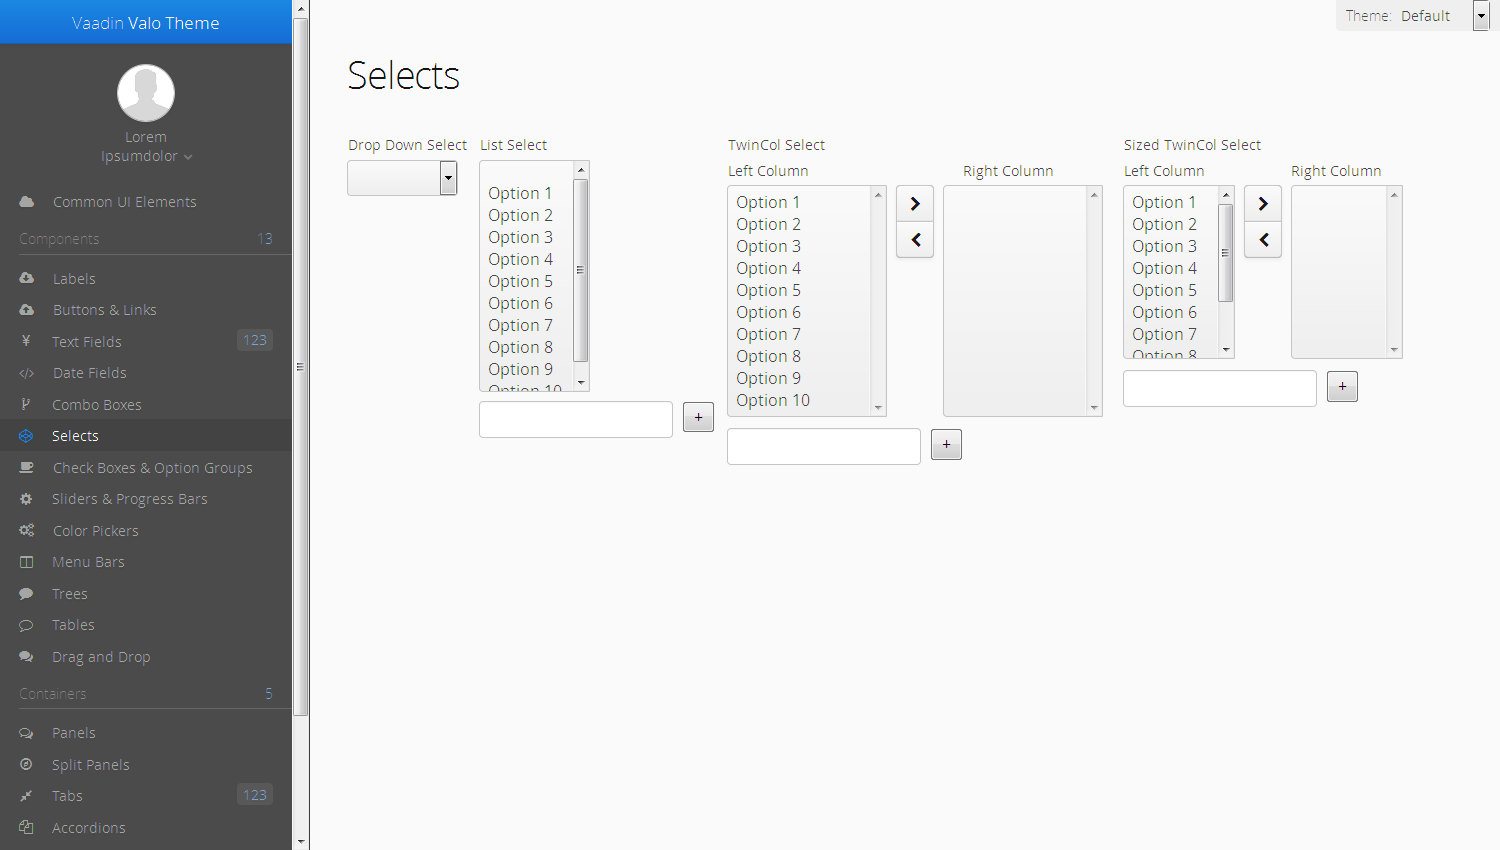 Vaadin Valo Theme
Lorem
Ipsumdolor
Common UI Elements
Components 13
Labels
Buttons & Links
Text Fields 123
Date Fields
Combo Boxes
Selects
Check Boxes & Option Groups
Sliders & Progress Bars
Color Pickers
Menu Bars
Trees
Tables
Drag and Drop
Containers 5
Panels
Split Panels
Tabs 123
Accordions
Theme: Default
Selects
Drop Down Select
List Select
Option 1
Option 2
Option 3
Option 4
Option 5
Option 6
Option 7
Option 8
Option 9
Option 10
+
TwinCol Select
Left Column
Right Column
Option 1
Option 2
Option 3
Option 4
Option 5
Option 6
Option 7
Option 8
Option 9
Option 10
+
Sized TwinCol Select
Left Column
Right Column
Option 1
Option 2
Option 3
Option 4
Option 5
Option 6
Option 7
Option 8
+